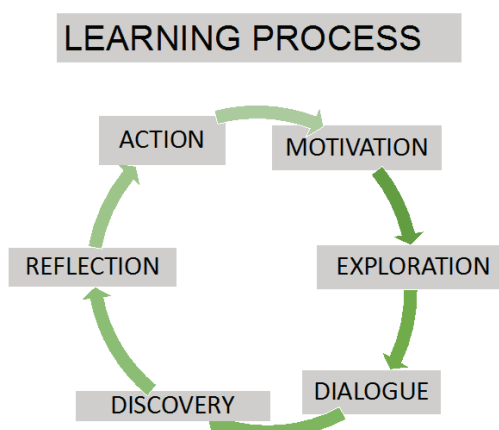 LEARNING PROCESS
ACTION
MOTIVATION
REFLECTION
EXPLORATION
DISCOVERY
DIALOGUE